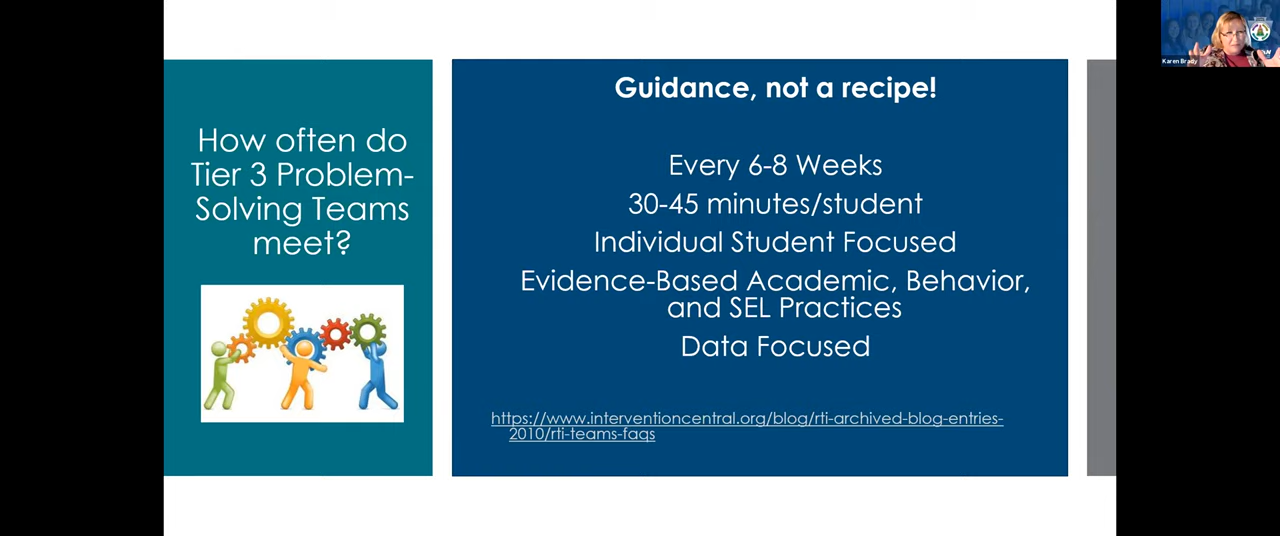 How often do
Tier 3 Problem-
Solving Teams
meet?
Guidance, not a recipe!
Every 6-8 Weeks
30-45 minutes/student
Individual Student Focused
Evidence-Based Academic, Behavior,
and SEL Practices
Data Focused
https://www.interventioncentral.org/blog/rti-archived-blog-entries-
2010/rti-teams-faqs
Karen Brady